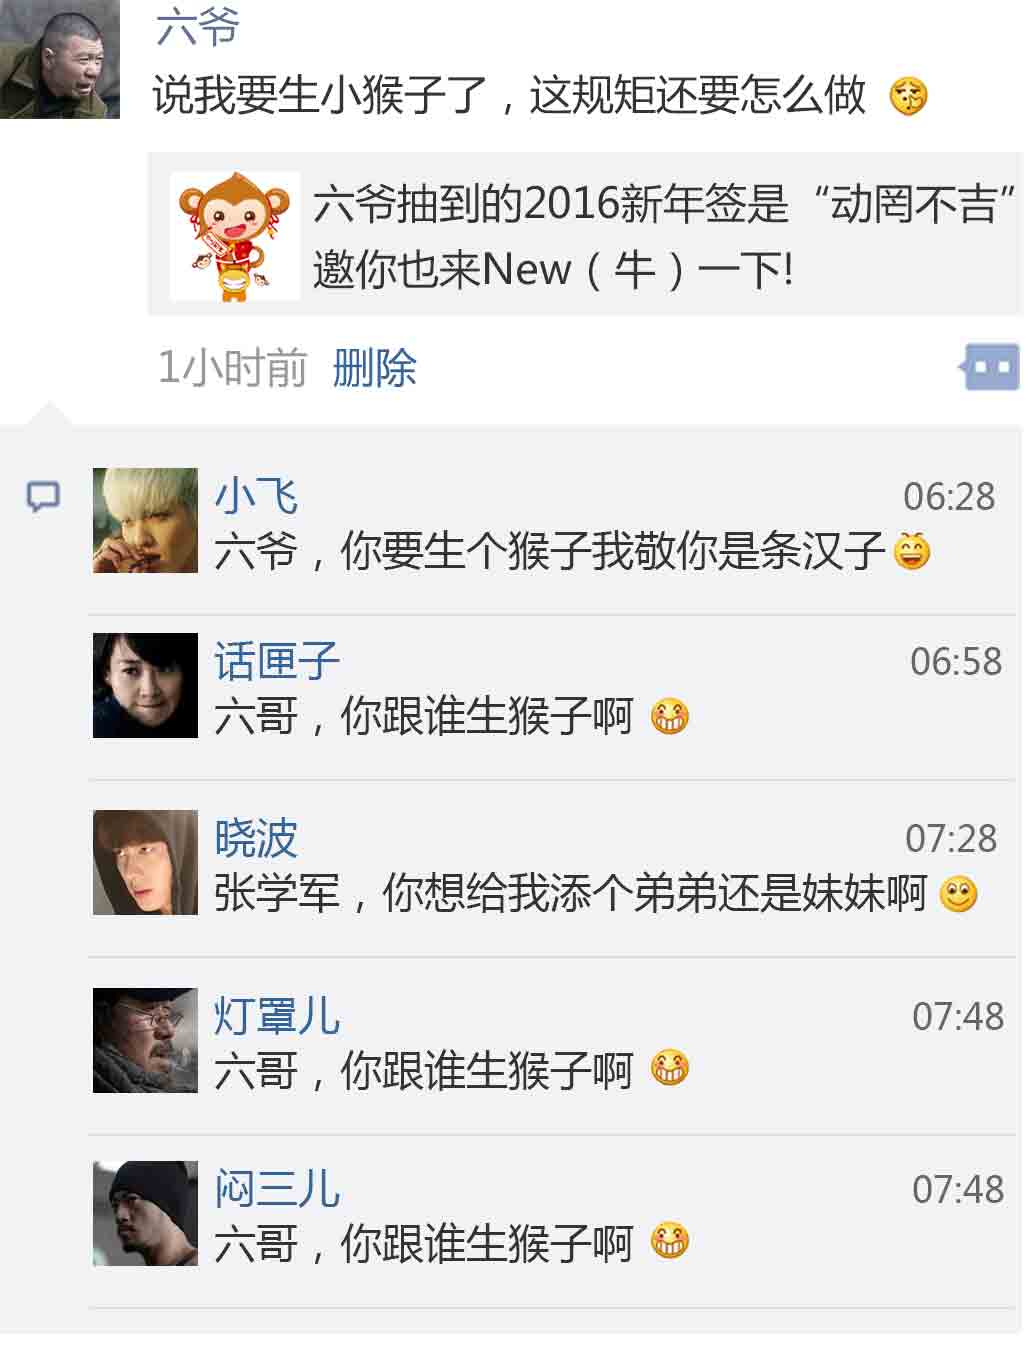 六爷
说我要生小猴子了，这规矩还要怎么做
六爷抽到的2016新年签是“动罔不吉”
邀你也来New（牛）一下!
1小时前 删除
小飞 06:28
六爷，你要生个猴子我敬你是条汉子
话匣子 06:58
六哥，你跟谁生猴子啊
晓波 07:28
张学军，你想给我添个弟弟还是妹妹啊
灯罩儿 07:48
六哥，你跟谁生猴子啊
闷三儿 07:48
六哥，你跟谁生猴子啊